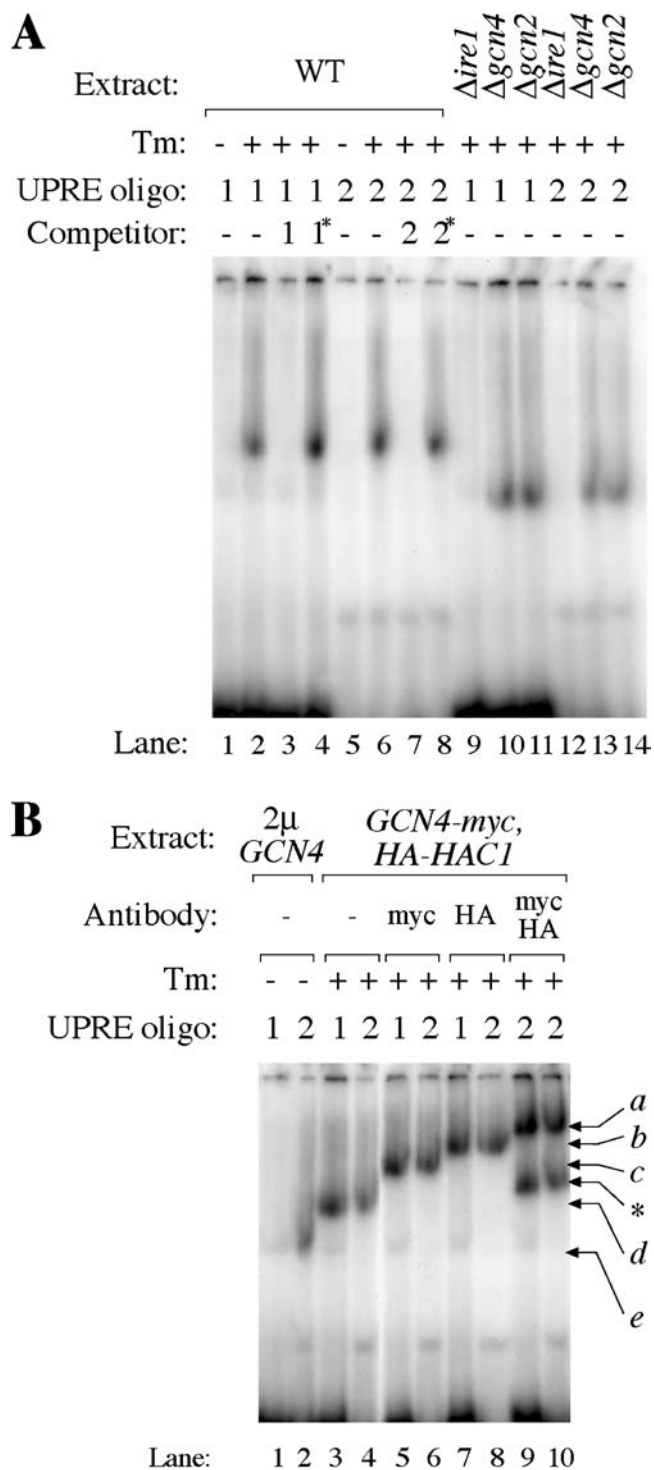 A
Extract: WT Δire1 Δgcn4 Δgcn2 Δire1 Δgcn4 Δgcn2
Tm: - + + + - + + + + + + + + +
UPRE oligo: 1 1 1 1 2 2 2 2 1 1 1 2 2 2
Competitor: - - 1 1* - - 2 2* - - - - - -
Lane: 1 2 3 4 5 6 7 8 9 10 11 12 13 14
B
Extract: 2μ GCN4 GCN4-myc, HA-HAC1
Antibody: - - myc HA myc HA
Tm: - - + + + + + + + +
UPRE oligo: 1 2 1 2 1 2 1 2 2 2
a
b
c
*
d
e
Lane: 1 2 3 4 5 6 7 8 9 10